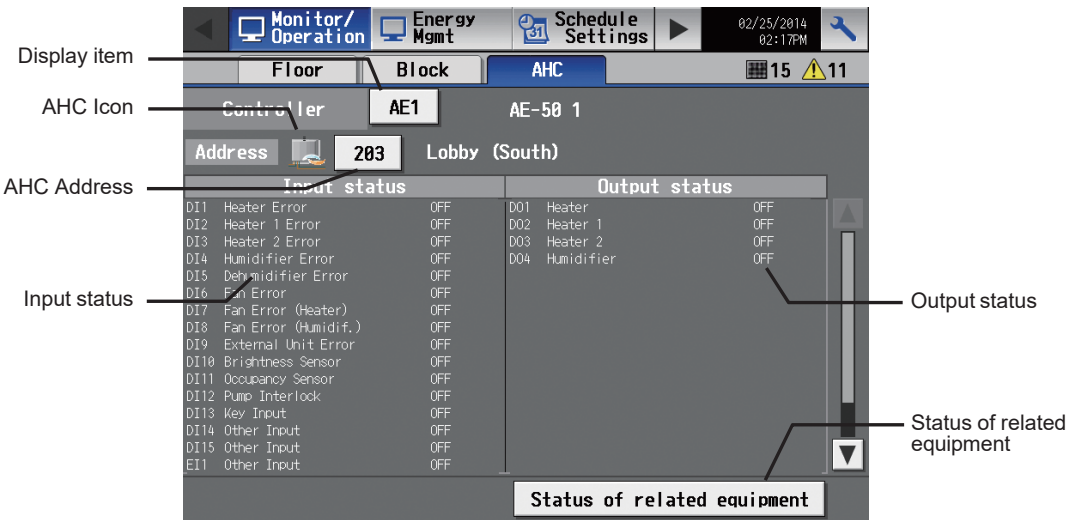 Monitor/ Operation
Energy Mgmt
Schedule Settings
02/25/2014
02:17PM
31
Display item
Floor
Block
AHC
15
11
AHC Icon
Controller
AE1
AE-50 1
Address
203
Lobby (South)
AHC Address
Input status
Output status
DI1 Heater Error OFF DO1 Heater OFF
DI2 Heater 1 Error OFF DO2 Heater 1 OFF
DI3 Heater 2 Error OFF DO3 Heater 2 OFF
DI4 Humidifier Error OFF DO4 Humidifier OFF
DI5 Dehumidifier Error OFF
DI6 Fan Error OFF
DI7 Fan Error (Heater) OFF
DI8 Fan Error (Humidif.) OFF
DI9 External Unit Error OFF
DI10 Brightness Sensor OFF
DI11 Occupancy Sensor OFF
DI12 Pump Interlock OFF
DI13 Key Input OFF
DI14 Other Input OFF
DI15 Other Input OFF
EI1 Other Input OFF
Input status
Output status
Status of related
equipment
Status of related equipment